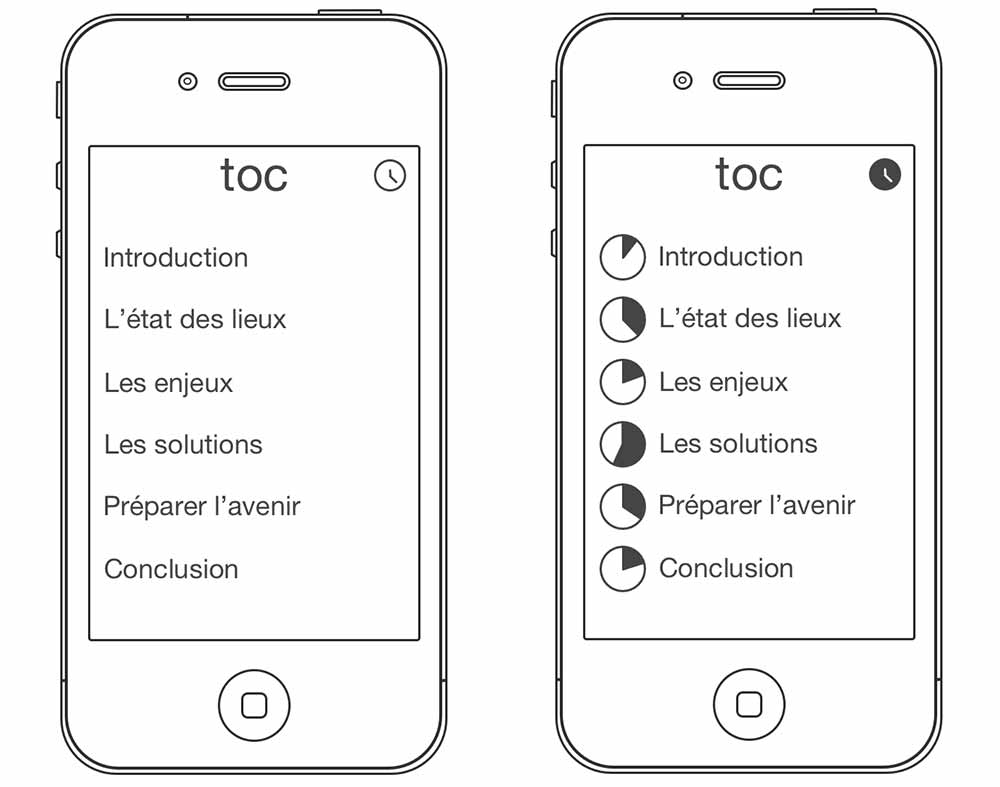 toc
Introduction
L’état des lieux
Les enjeux
Les solutions
Préparer l’avenir
Conclusion
toc
Introduction
L’état des lieux
Les enjeux
Les solutions
Préparer l’avenir
Conclusion